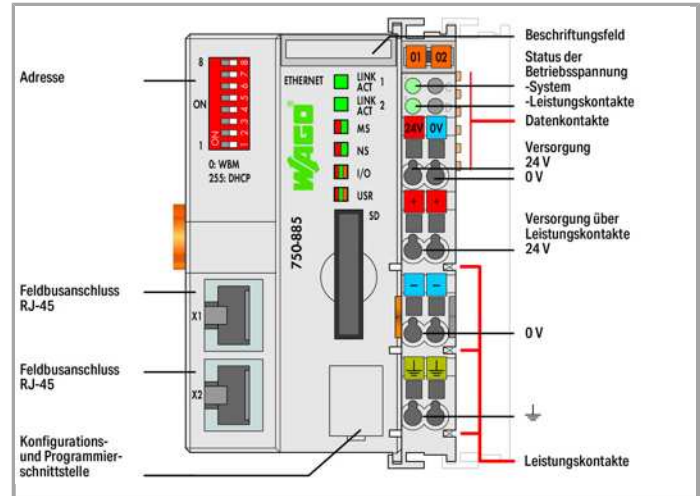 Adresse
8
ON
1
8
7
6
5
4
3
2
1
ON
0: WBM
255: DHCP
Feldbusanschluss
RJ-45
X1
Feldbusanschluss
RJ-45
X2
Konfigurations-
und Programmier-
schnittstelle
ETHERNET
LINK
ACT 1
LINK
ACT 2
MS
NS
I/O
USR
SD
WAGO
750-885
01 02
24V 0V
+ +
− −
Beschriftungsfeld
Status der
Betriebsspannung
-System
-Leistungskontakte
Datenkontakte
Versorgung
24 V
0 V
Versorgung über
Leistungskontakte
24 V
0 V
Leistungskontakte